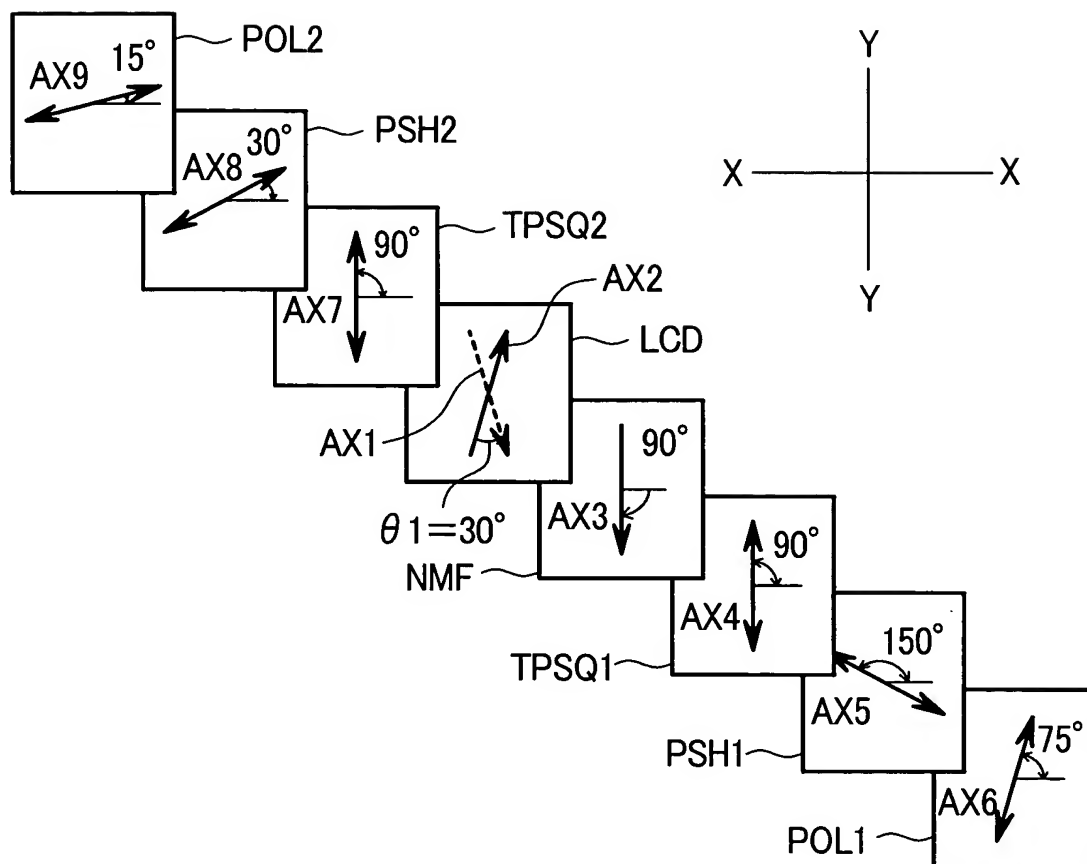 POL2
15°
AX9
PSH2
30°
AX8
TPSQ2
90°
AX7
AX2
LCD
AX1
θ1=30°
90°
AX3
NMF
90°
AX4
TPSQ1
150°
AX5
PSH1
75°
AX6
POL1
Y
X X
Y